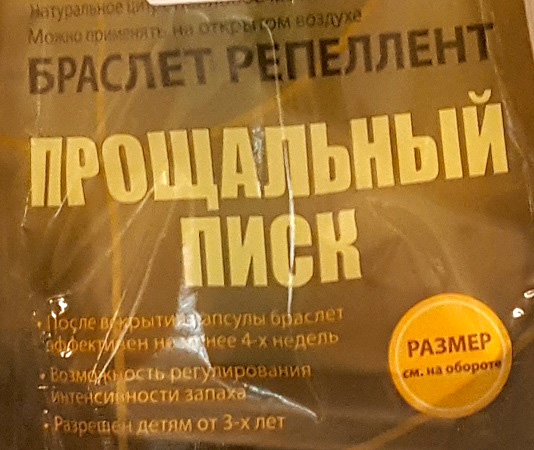 Натуральное
Можно применять на открытом воздухе
БРАСЛЕТ РЕПЕЛЛЕНТ
ПРОЩАЛЬНЫЙ
ПИСК
• После вскрытия капсулы браслет
эффективен не менее 4-х недель
• Возможность регулирования
интенсивности запаха
• Разрешен детям от 3-х лет
РАЗМЕР
см. на обороте